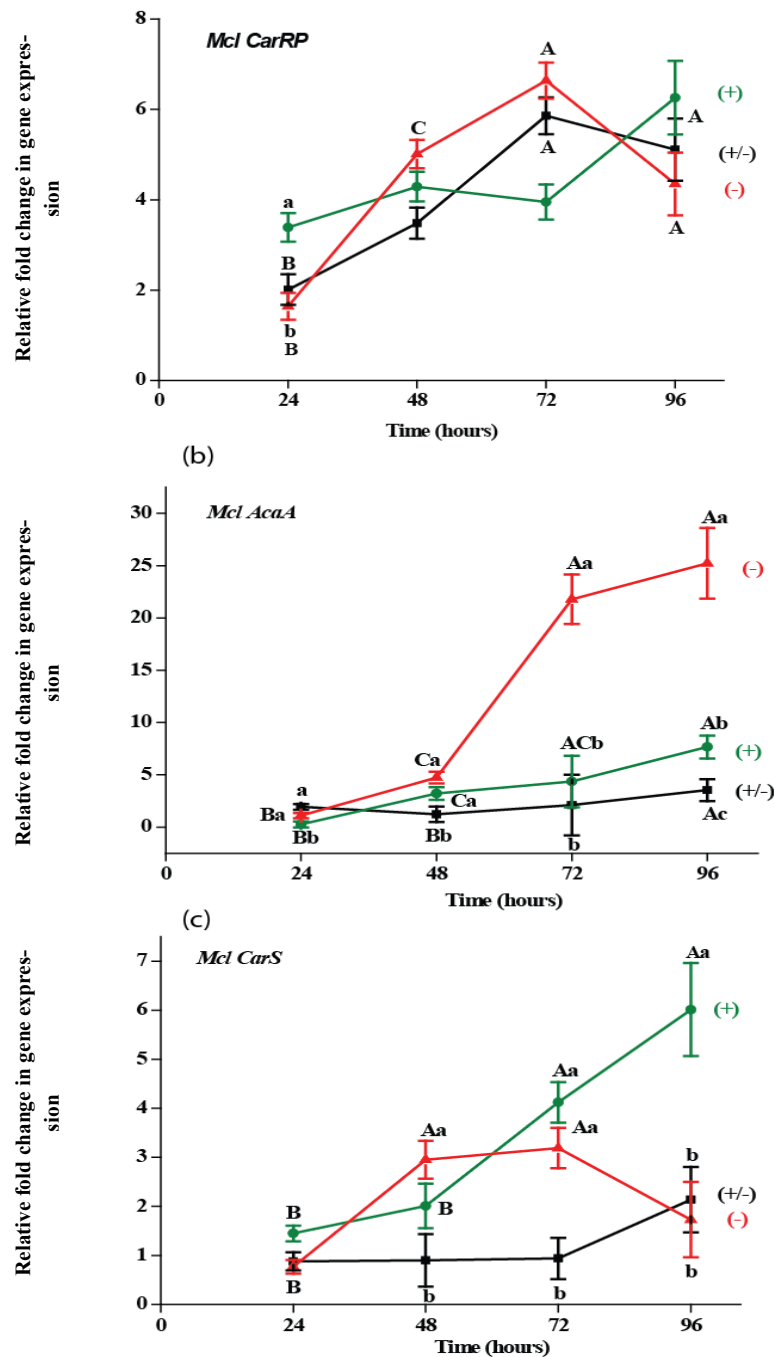 Mcl CarRP
Relative fold change in gene expres-
sion
8
6
4
2
0
a
B
b
B
C
A
A
A
A
(+)
(+/-)
(-)
0
24
48
72
96
Time (hours)
(b)
Mcl AcaA
Relative fold change in gene expres-
sion
30
25
20
15
10
5
0
a
Ba
Bb
Ca
Ca
Bb
Aa
ACb
b
Aa
Ab
Ac
(-)
(+)
(+/-)
0
24
48
72
96
Time (hours)
(c)
Mcl CarS
Relative fold change in gene expres-
sion
7
6
5
4
3
2
1
0
B
B
Aa
B
b
Aa
Aa
b
Aa
b
b
(+)
(+/-)
(-)
0
24
48
72
96
Time (hours)